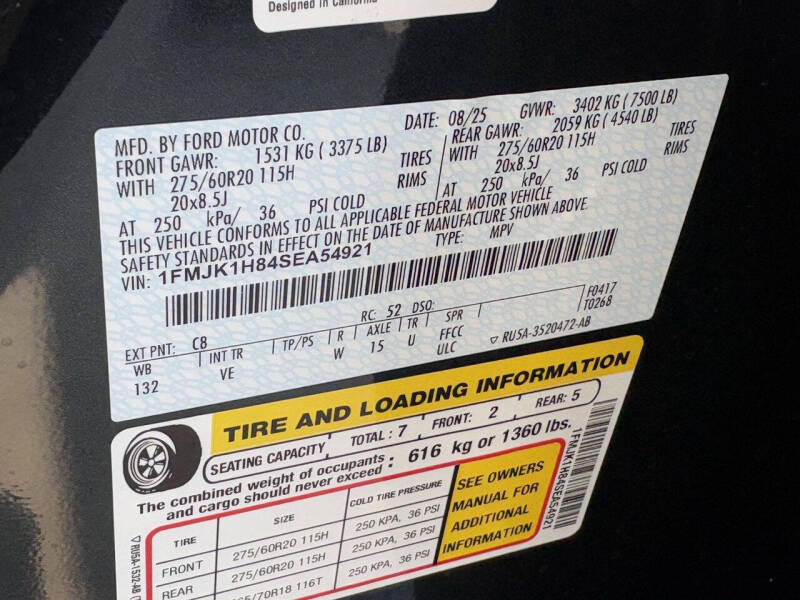 Designed in California
MFD. BY FORD MOTOR CO.
DATE: 08/25 GVWR: 3402 KG ( 7500 LB)
FRONT GAWR: 1531 KG ( 3375 LB)
REAR GAWR: 2059 KG ( 4540 LB)
WITH 275/60R20 115H TIRES
WITH 275/60R20 115H TIRES
20x8.5J RIMS
20x8.5J RIMS
AT 250 kPa/ 36 PSI COLD
AT 250 kPa/ 36 PSI COLD
THIS VEHICLE CONFORMS TO ALL APPLICABLE FEDERAL MOTOR VEHICLE
SAFETY STANDARDS IN EFFECT ON THE DATE OF MANUFACTURE SHOWN ABOVE.
VIN: 1FMJK1H84SEA54921 TYPE: MPV
F0417
T0268
EXT PNT: C8 RC: 52 DSO:
WB INT TR TP/PS R AXLE TR SPR
132 VE W 15 U FFCC
ULC ▽ RU5A-3520472-AB
TIRE AND LOADING INFORMATION
SEATING CAPACITY TOTAL : 7 FRONT: 2 REAR: 5
The combined weight of occupants
and cargo should never exceed : 616 kg or 1360 lbs.
TIRE SIZE COLD TIRE PRESSURE
FRONT 275/60R20 115H 250 KPA, 36 PSI
REAR 275/60R20 115H 250 KPA, 36 PSI
70R18 116T 250 KPA, 36 PSI
SEE OWNERS
MANUAL FOR
ADDITIONAL
INFORMATION
1FMJK1H84SEA54921
▽ RU5A-1532-AB